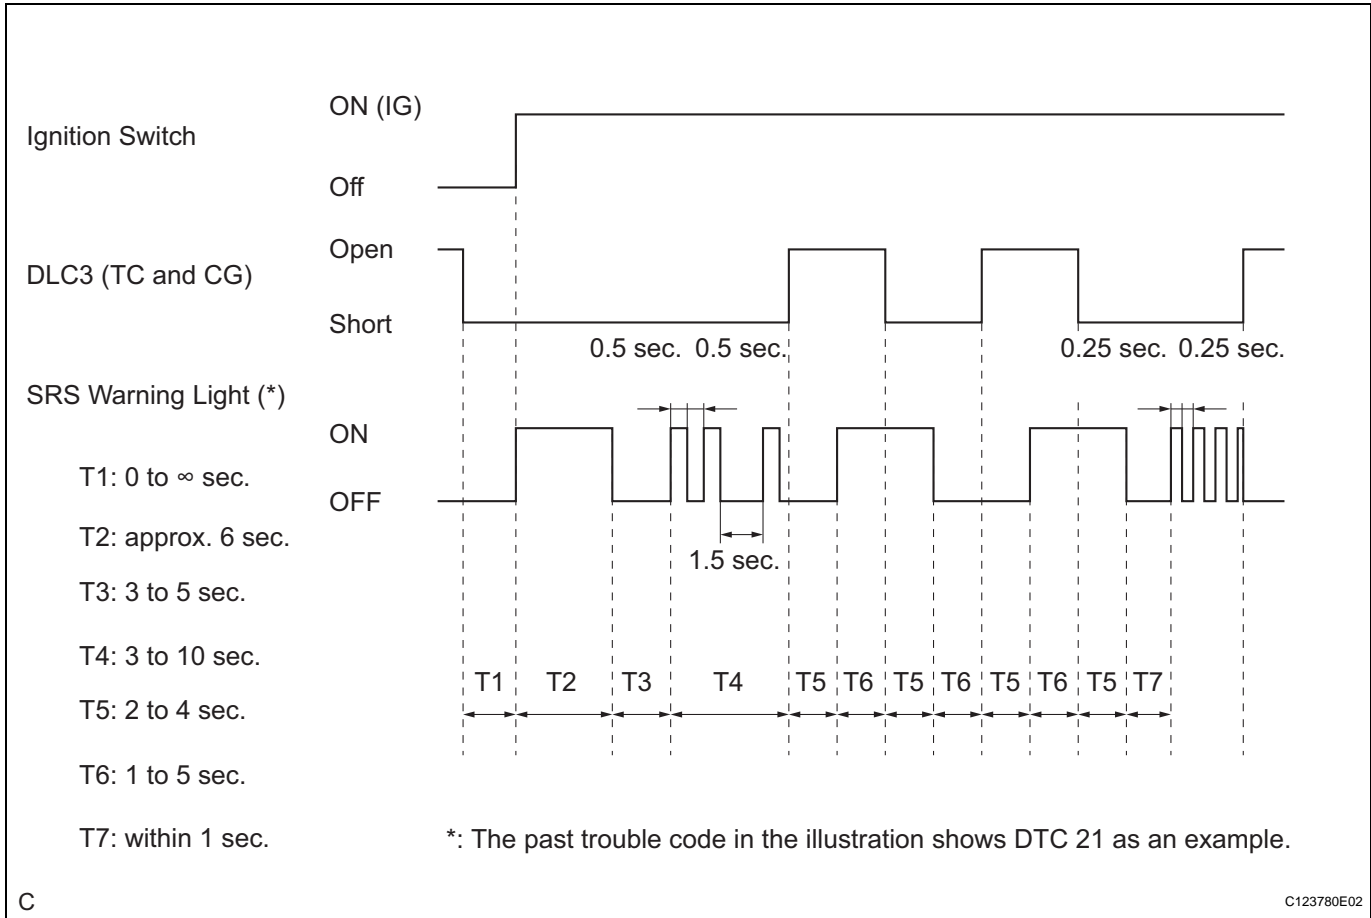 ON (IG)
Ignition Switch
Off
Open
DLC3 (TC and CG)
Short
0.5 sec. 0.5 sec.
0.25 sec. 0.25 sec.
SRS Warning Light (*)
ON
T1: 0 to ∞ sec.
OFF
T2: approx. 6 sec.
1.5 sec.
T3: 3 to 5 sec.
T4: 3 to 10 sec.
T1 T2 T3 T4 T5 T6 T5 T6 T5 T6 T5 T7
T5: 2 to 4 sec.
T6: 1 to 5 sec.
T7: within 1 sec.
*: The past trouble code in the illustration shows DTC 21 as an example.
C
C123780E02